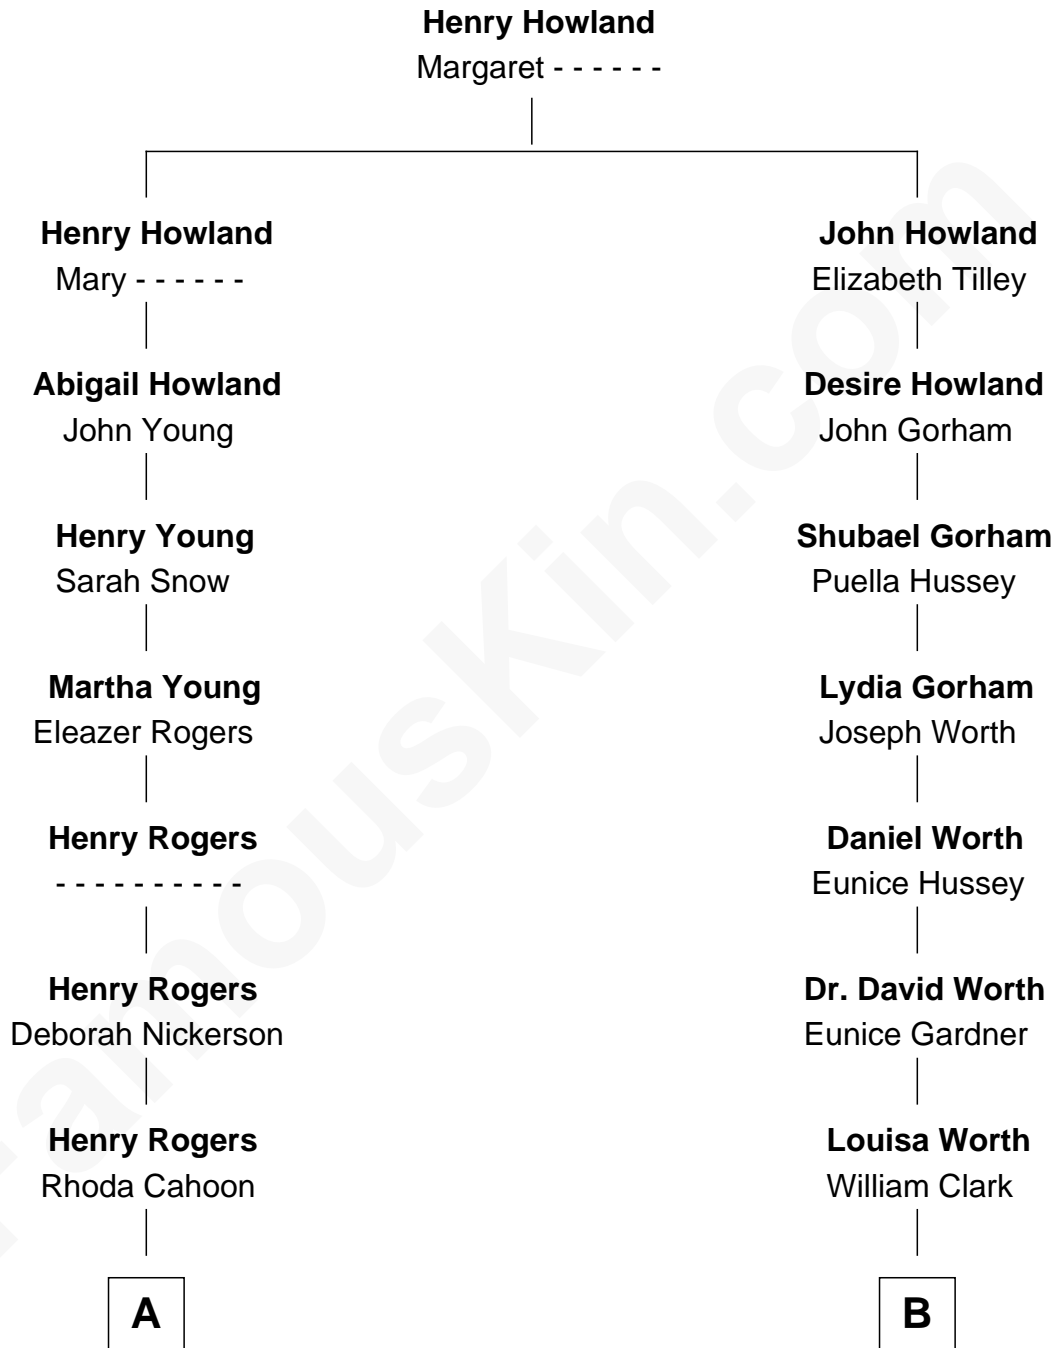 Henry Howland
Margaret - - - - - -
Henry Howland
Mary - - - - - -
John Howland
Elizabeth Tilley
Abigail Howland
John Young
Desire Howland
John Gorham
Henry Young
Sarah Snow
Shubael Gorham
Puella Hussey
Martha Young
Eleazer Rogers
Lydia Gorham
Joseph Worth
Henry Rogers
- - - - - - - - - -
Daniel Worth
Eunice Hussey
Henry Rogers
Deborah Nickerson
Dr. David Worth
Eunice Gardner
Henry Rogers
Rhoda Cahoon
Louisa Worth
William Clark
A
B
FamousKin.com